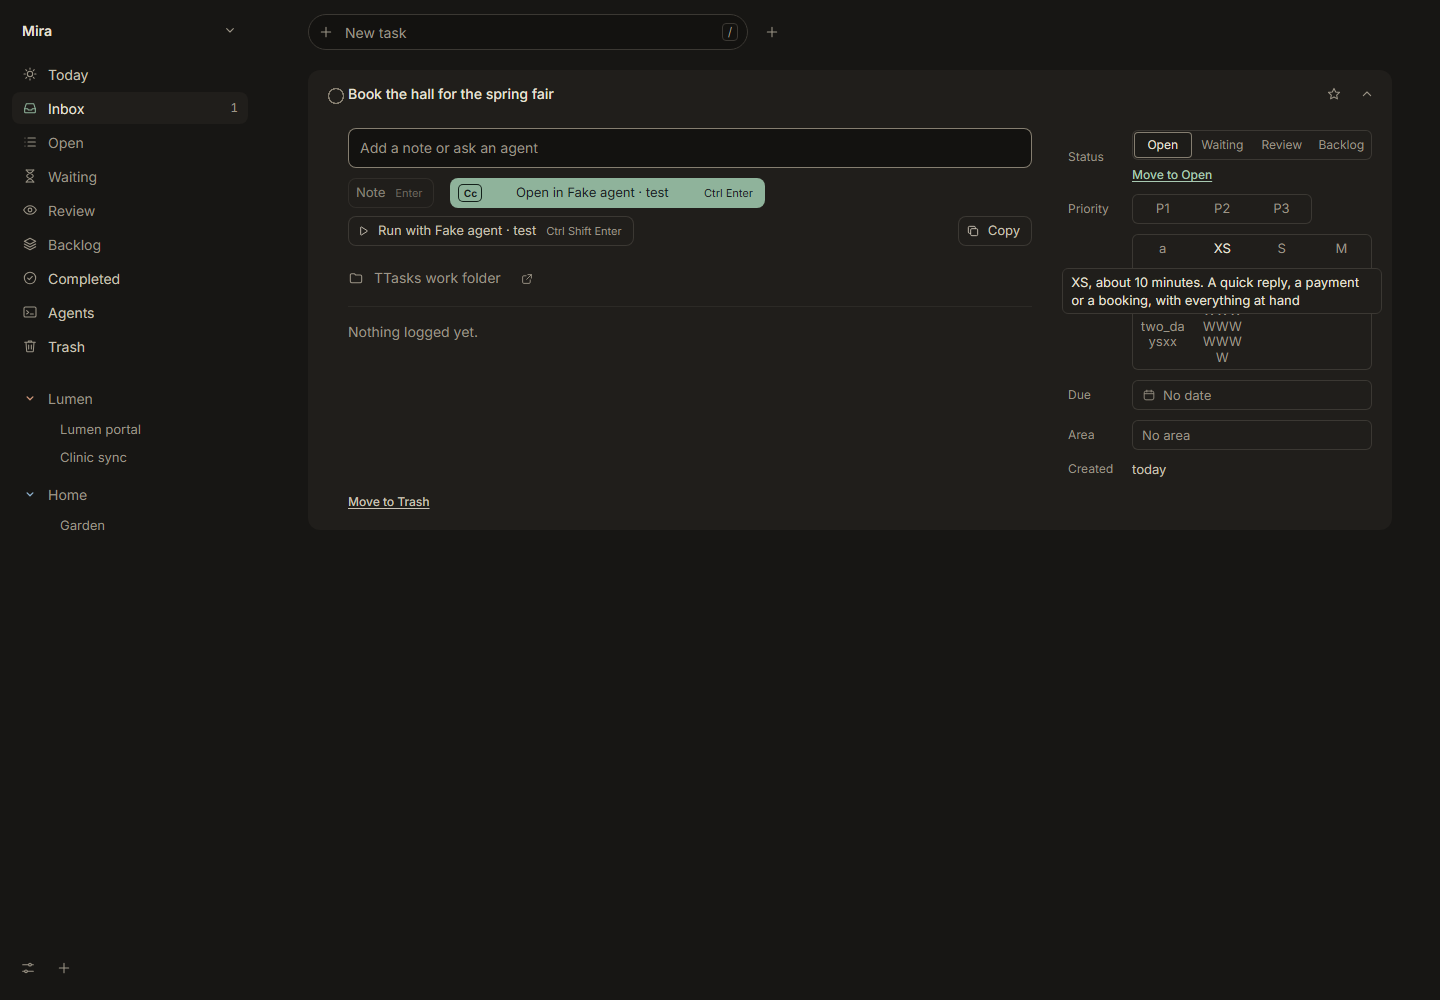 Mira
New task /
Today
Inbox 1
Open
Waiting
Review
Backlog
Completed
Agents
Trash
Lumen
Lumen portal
Clinic sync
Home
Garden
Book the hall for the spring fair
Add a note or ask an agent
Note Enter
Cc Open in Fake agent · test Ctrl Enter
Run with Fake agent · test Ctrl Shift Enter
Copy
TTasks work folder
Nothing logged yet.
Move to Trash
Status
Open Waiting Review Backlog
Move to Open
Priority
P1 P2 P3
a XS S M
XS, about 10 minutes. A quick reply, a payment
or a booking, with everything at hand
two_da WWW
ysxx WWW
W
Due No date
Area No area
Created today